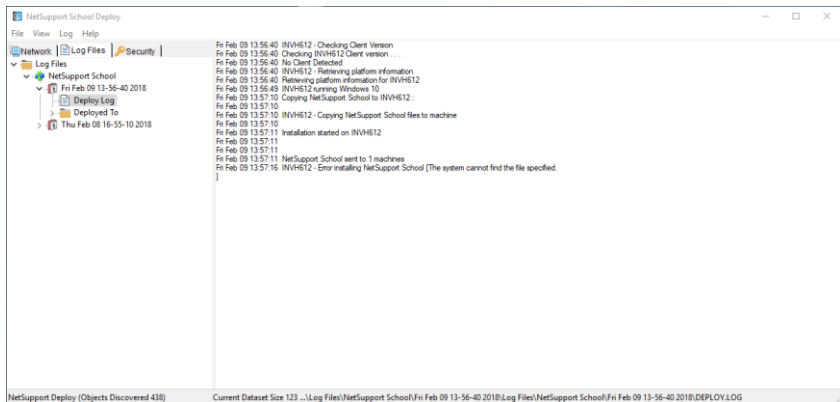 NetSupport School Deploy
File View Log Help
Network Log Files Security
Log Files
NetSupport School
Fri Feb 09 13-56-40 2018
Deploy Log
Deployed To
Thu Feb 08 16-55-10 2018
Fri Feb 09 13:56:40 INVH612 - Checking Client Version
Fri Feb 09 13:56:40 Checking INVH612 Client version . . .
Fri Feb 09 13:56:40 No Client Detected
Fri Feb 09 13:56:40 INVH612 - Retrieving platform information
Fri Feb 09 13:56:40 Retrieving platform information for INVH612
Fri Feb 09 13:56:49 INVH612 running Windows 10
Fri Feb 09 13:57:10 Copying NetSupport School to INVH612 :
Fri Feb 09 13:57:10
Fri Feb 09 13:57:10 INVH612 - Copying NetSupport School files to machine
Fri Feb 09 13:57:10
Fri Feb 09 13:57:11 Installation started on INVH612
Fri Feb 09 13:57:11
Fri Feb 09 13:57:11
Fri Feb 09 13:57:11 NetSupport School sent to 1 machines
Fri Feb 09 13:57:16 INVH612 - Error installing NetSupport School [The system cannot find the file specified.
]
NetSupport Deploy (Objects Discovered 438) Current Dataset Size 123 ...\Log Files\NetSupport School\Fri Feb 09 13-56-40 2018\Log Files\NetSupport School\Fri Feb 09 13-56-40 2018\DEPLOY.LOG